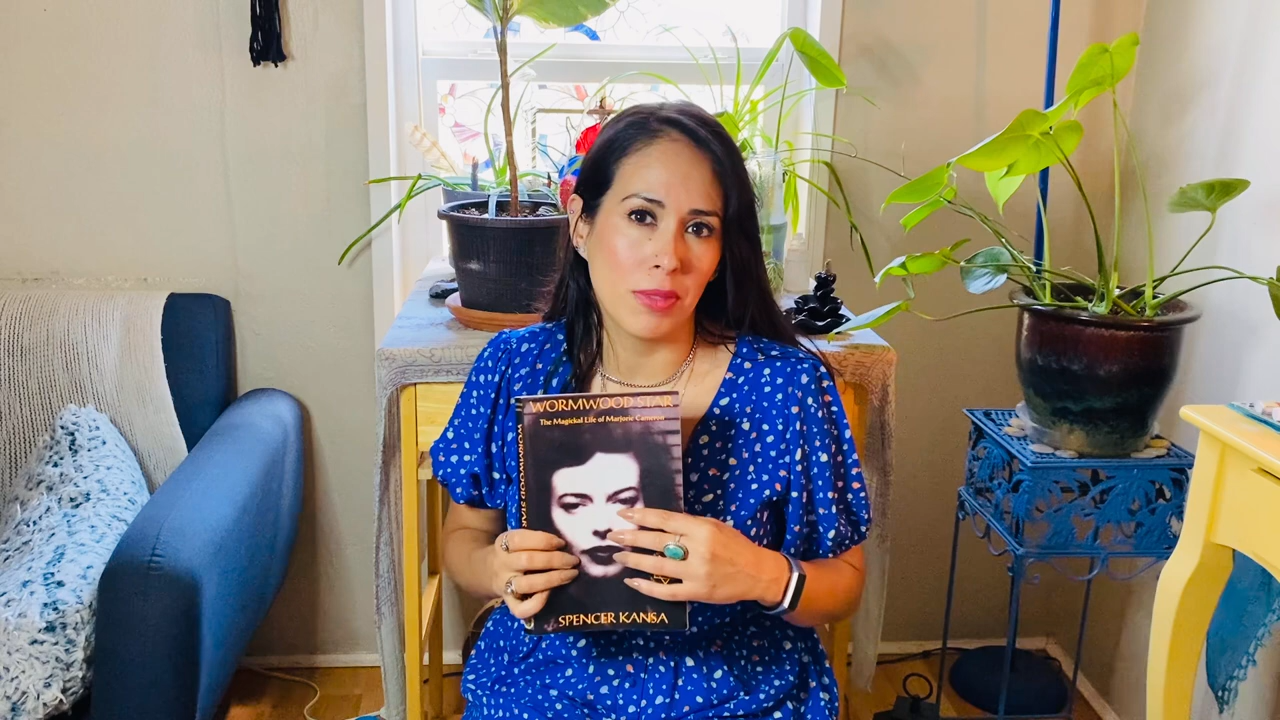 WORMWOOD STAR
The Magickal Life of Marjorie Cameron
SPENCER KANSA
WORMWOOD STAR